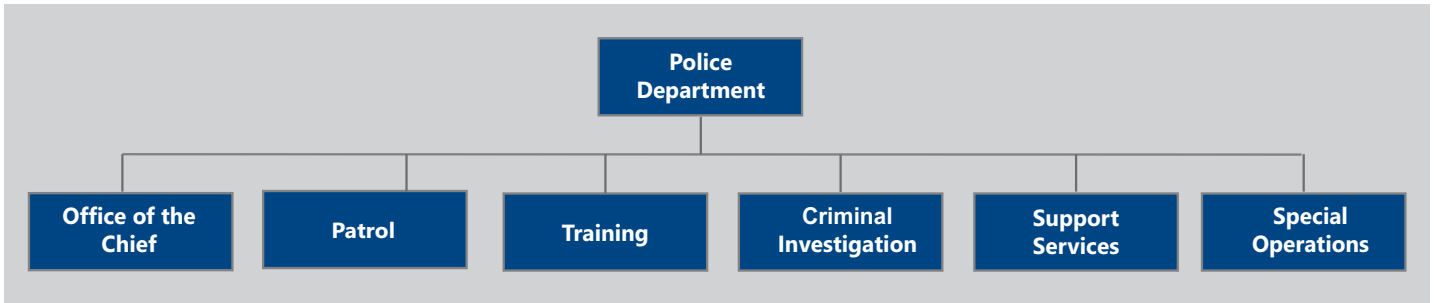 Police
Department
Office of the
Chief
Patrol
Training
Criminal
Investigation
Support
Services
Special
Operations